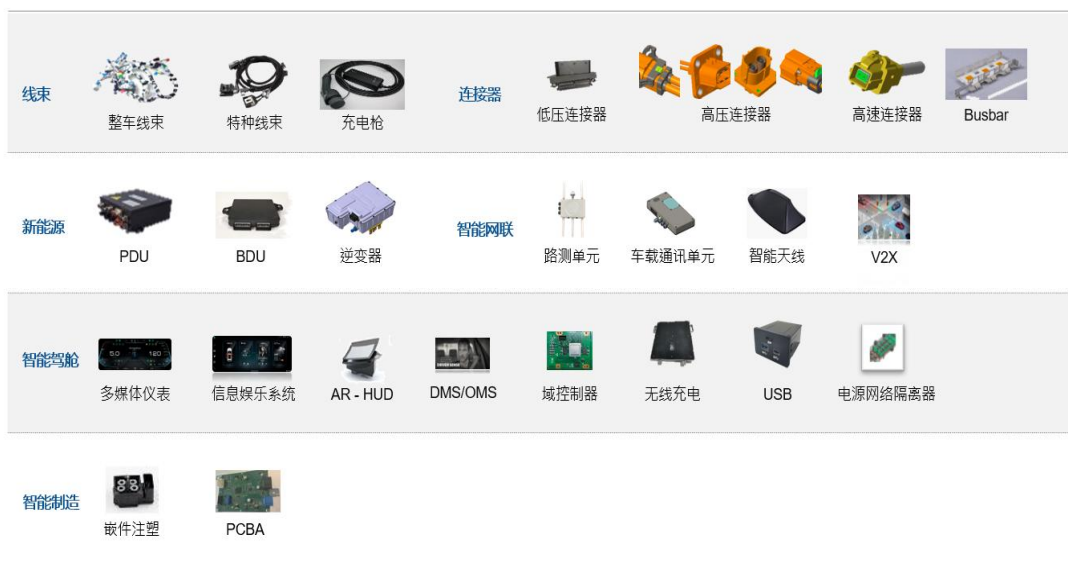 线束
整车线束
特种线束
充电枪
连接器
低压连接器
高压连接器
高速连接器
Busbar
新能源
PDU
BDU
逆变器
智能网联
路测单元
车载通讯单元
智能天线
V2X
智能驾舱
多媒体仪表
信息娱乐系统
AR - HUD
DMS/OMS
域控制器
无线充电
USB
电源网络隔离器
智能制造
嵌件注塑
PCBA